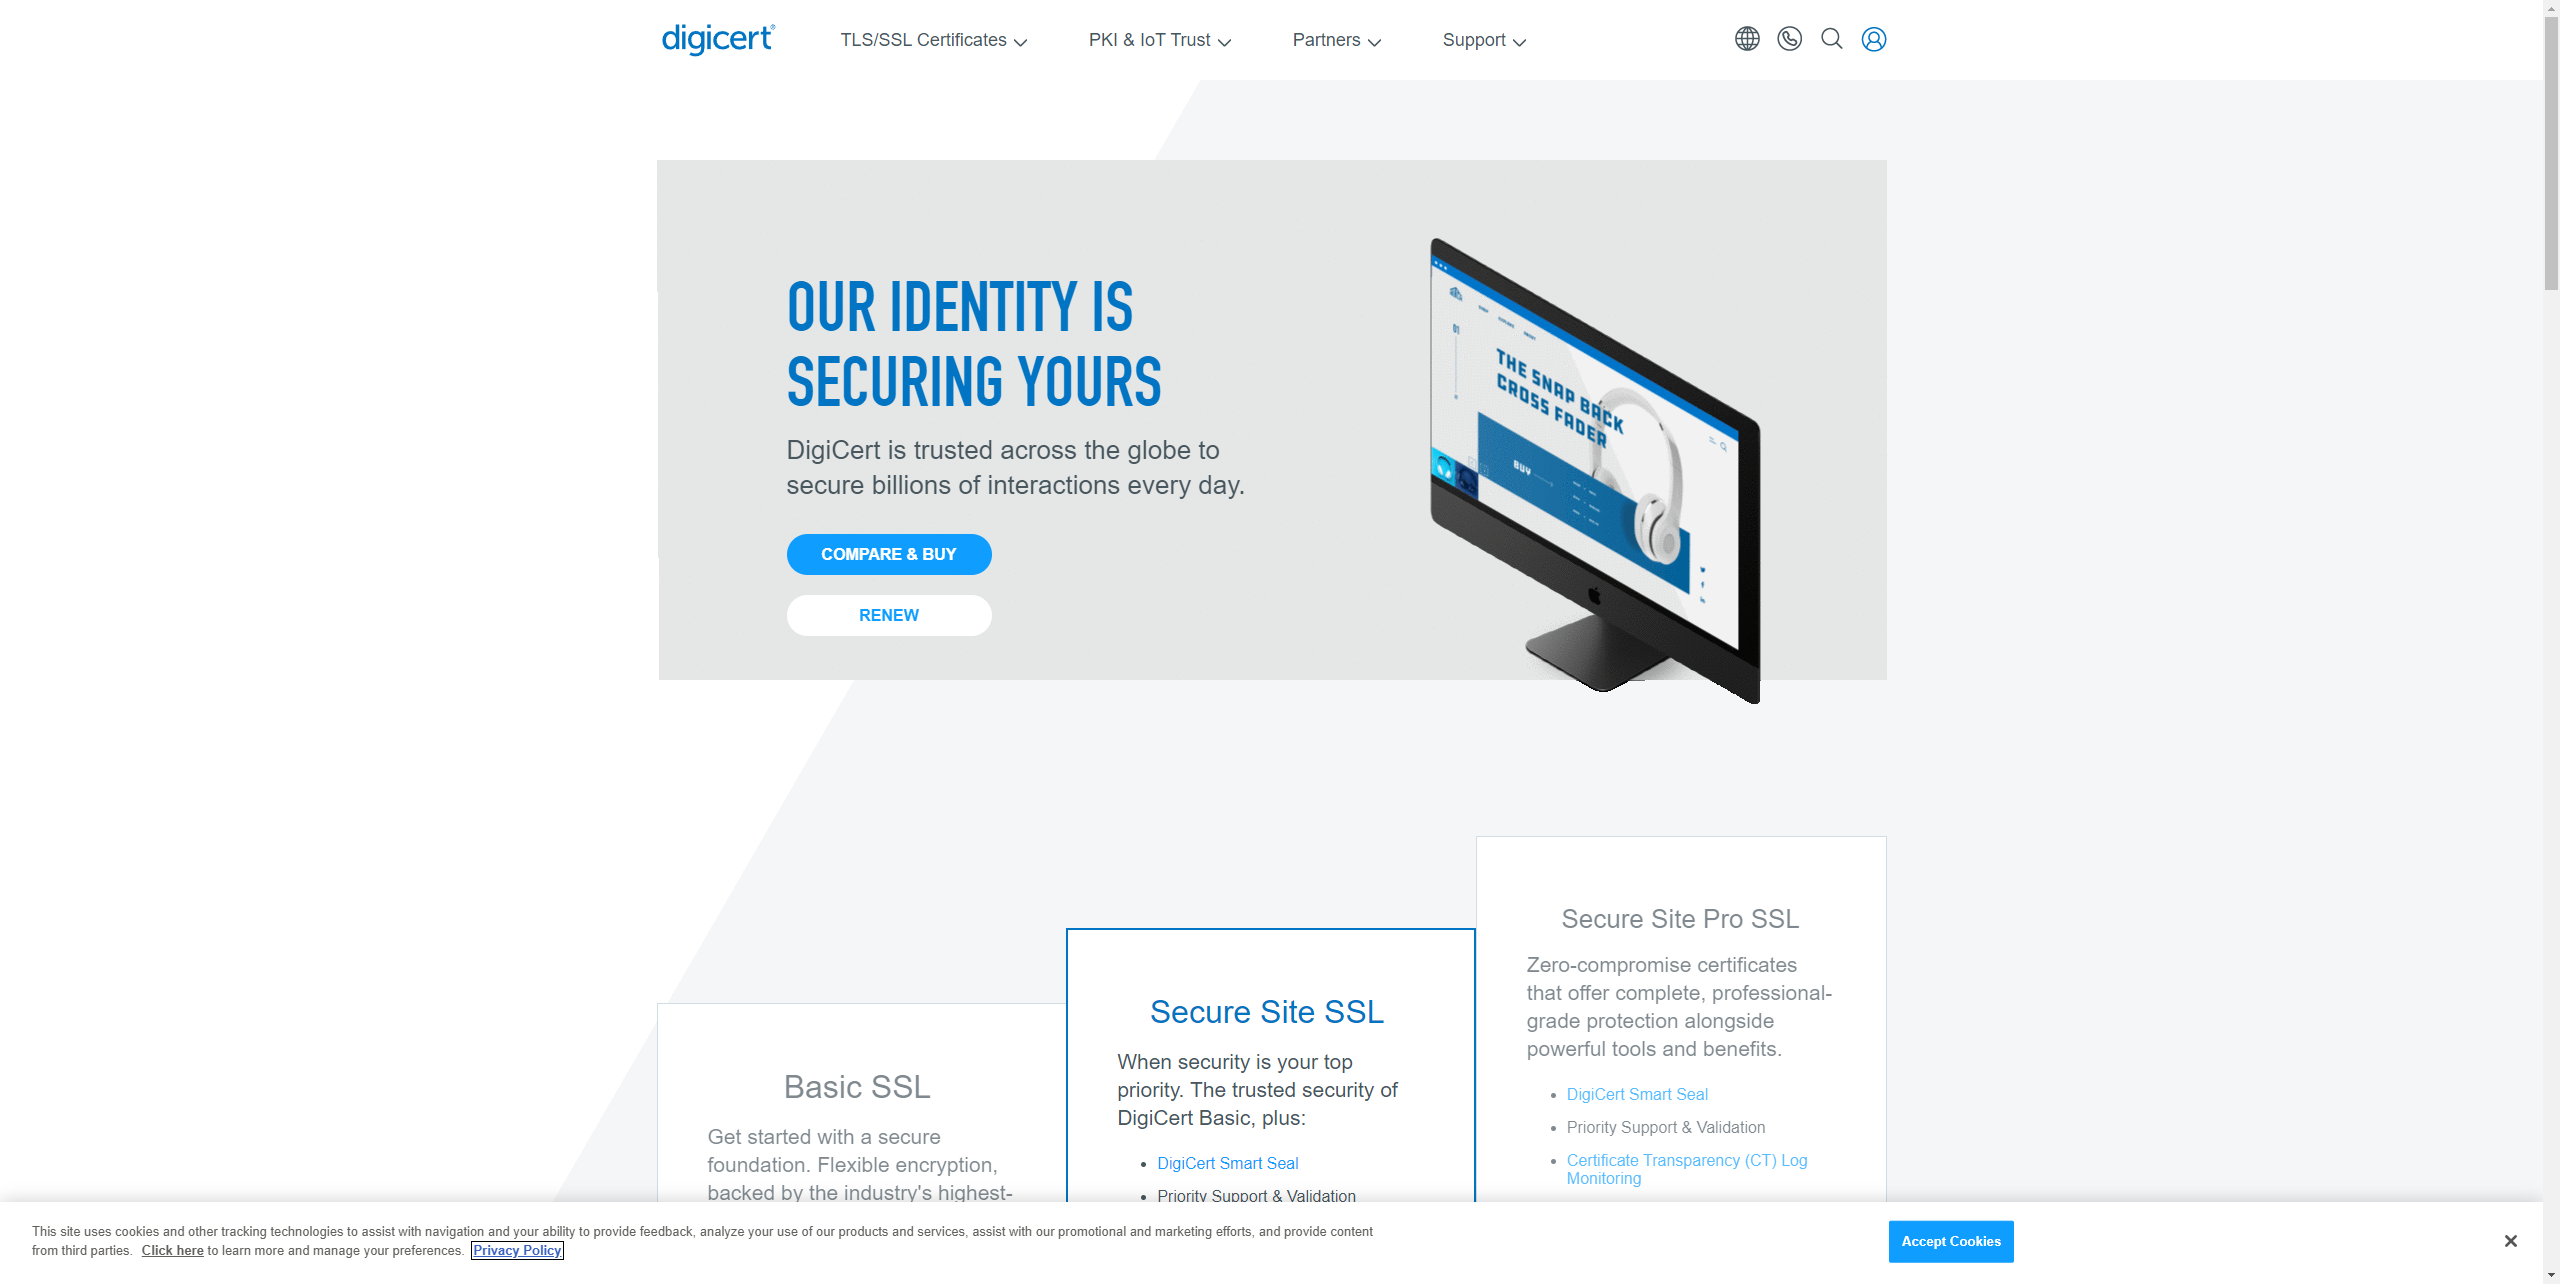 digicert®
TLS/SSL Certificates
PKI & IoT Trust
Partners
Support
OUR IDENTITY IS
SECURING YOURS
DigiCert is trusted across the globe to
secure billions of interactions every day.
COMPARE & BUY
RENEW
01
THE SNAP BACK
CROSS FADER
BUY
Secure Site Pro SSL
Zero-compromise certificates
that offer complete, professional-
grade protection alongside
powerful tools and benefits.
• DigiCert Smart Seal
• Priority Support & Validation
• Certificate Transparency (CT) Log
Monitoring
Secure Site SSL
When security is your top
priority. The trusted security of
DigiCert Basic, plus:
• DigiCert Smart Seal
• Priority Support & Validation
Basic SSL
Get started with a secure
foundation. Flexible encryption,
backed by the industry's highest-
This site uses cookies and other tracking technologies to assist with navigation and your ability to provide feedback, analyze your use of our products and services, assist with our promotional and marketing efforts, and provide content
from third parties. Click here to learn more and manage your preferences. Privacy Policy
Accept Cookies